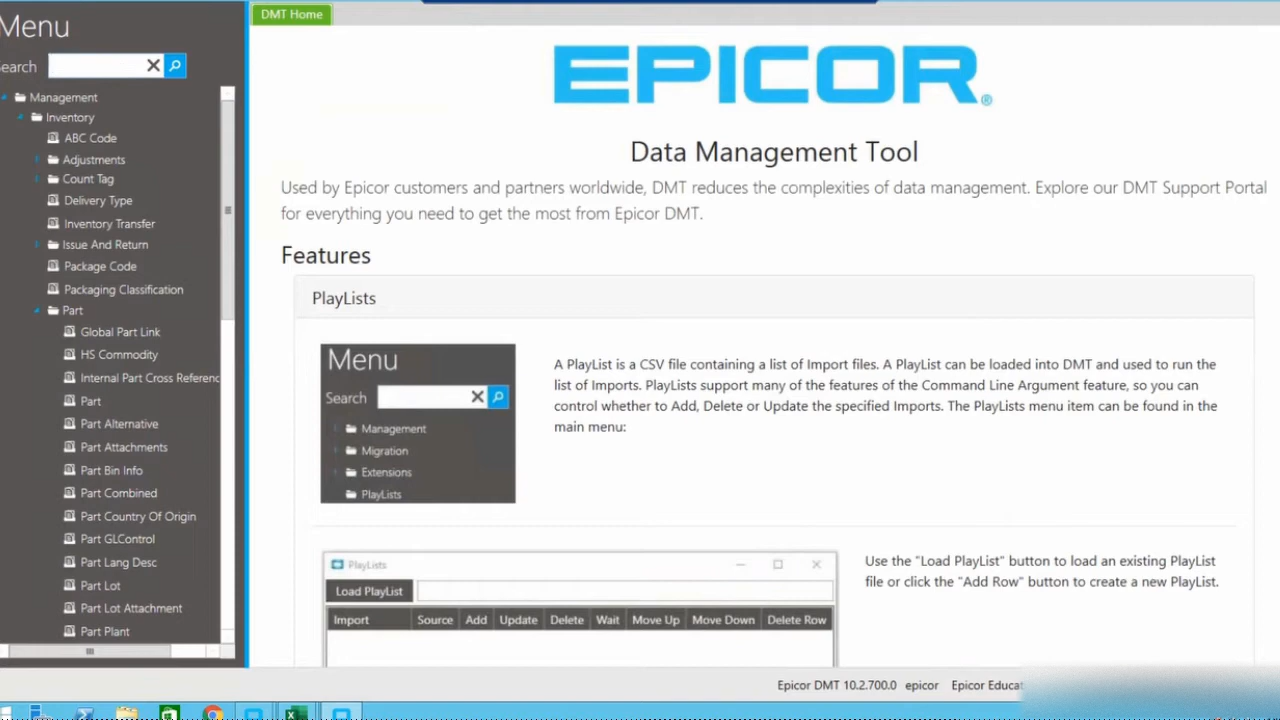 Menu
Search
Management
Inventory
ABC Code
Adjustments
Count Tag
Delivery Type
Inventory Transfer
Issue And Return
Package Code
Packaging Classification
Part
Global Part Link
HS Commodity
Internal Part Cross Referenc
Part
Part Alternative
Part Attachments
Part Bin Info
Part Combined
Part Country Of Origin
Part GLControl
Part Lang Desc
Part Lot
Part Lot Attachment
Part Plant
DMT Home
EPICOR®
Data Management Tool
Used by Epicor customers and partners worldwide, DMT reduces the complexities of data management. Explore our DMT Support Portal
for everything you need to get the most from Epicor DMT.
Features
PlayLists
Menu
Search
Management
Migration
Extensions
PlayLists
A PlayList is a CSV file containing a list of Import files. A PlayList can be loaded into DMT and used to run the
list of Imports. PlayLists support many of the features of the Command Line Argument feature, so you can
control whether to Add, Delete or Update the specified Imports. The PlayLists menu item can be found in the
main menu:
PlayLists
Load PlayList
Import Source Add Update Delete Wait Move Up Move Down Delete Row
Use the "Load PlayList" button to load an existing PlayList
file or click the "Add Row" button to create a new PlayList.
Epicor DMT 10.2.700.0 epicor Epicor Educat